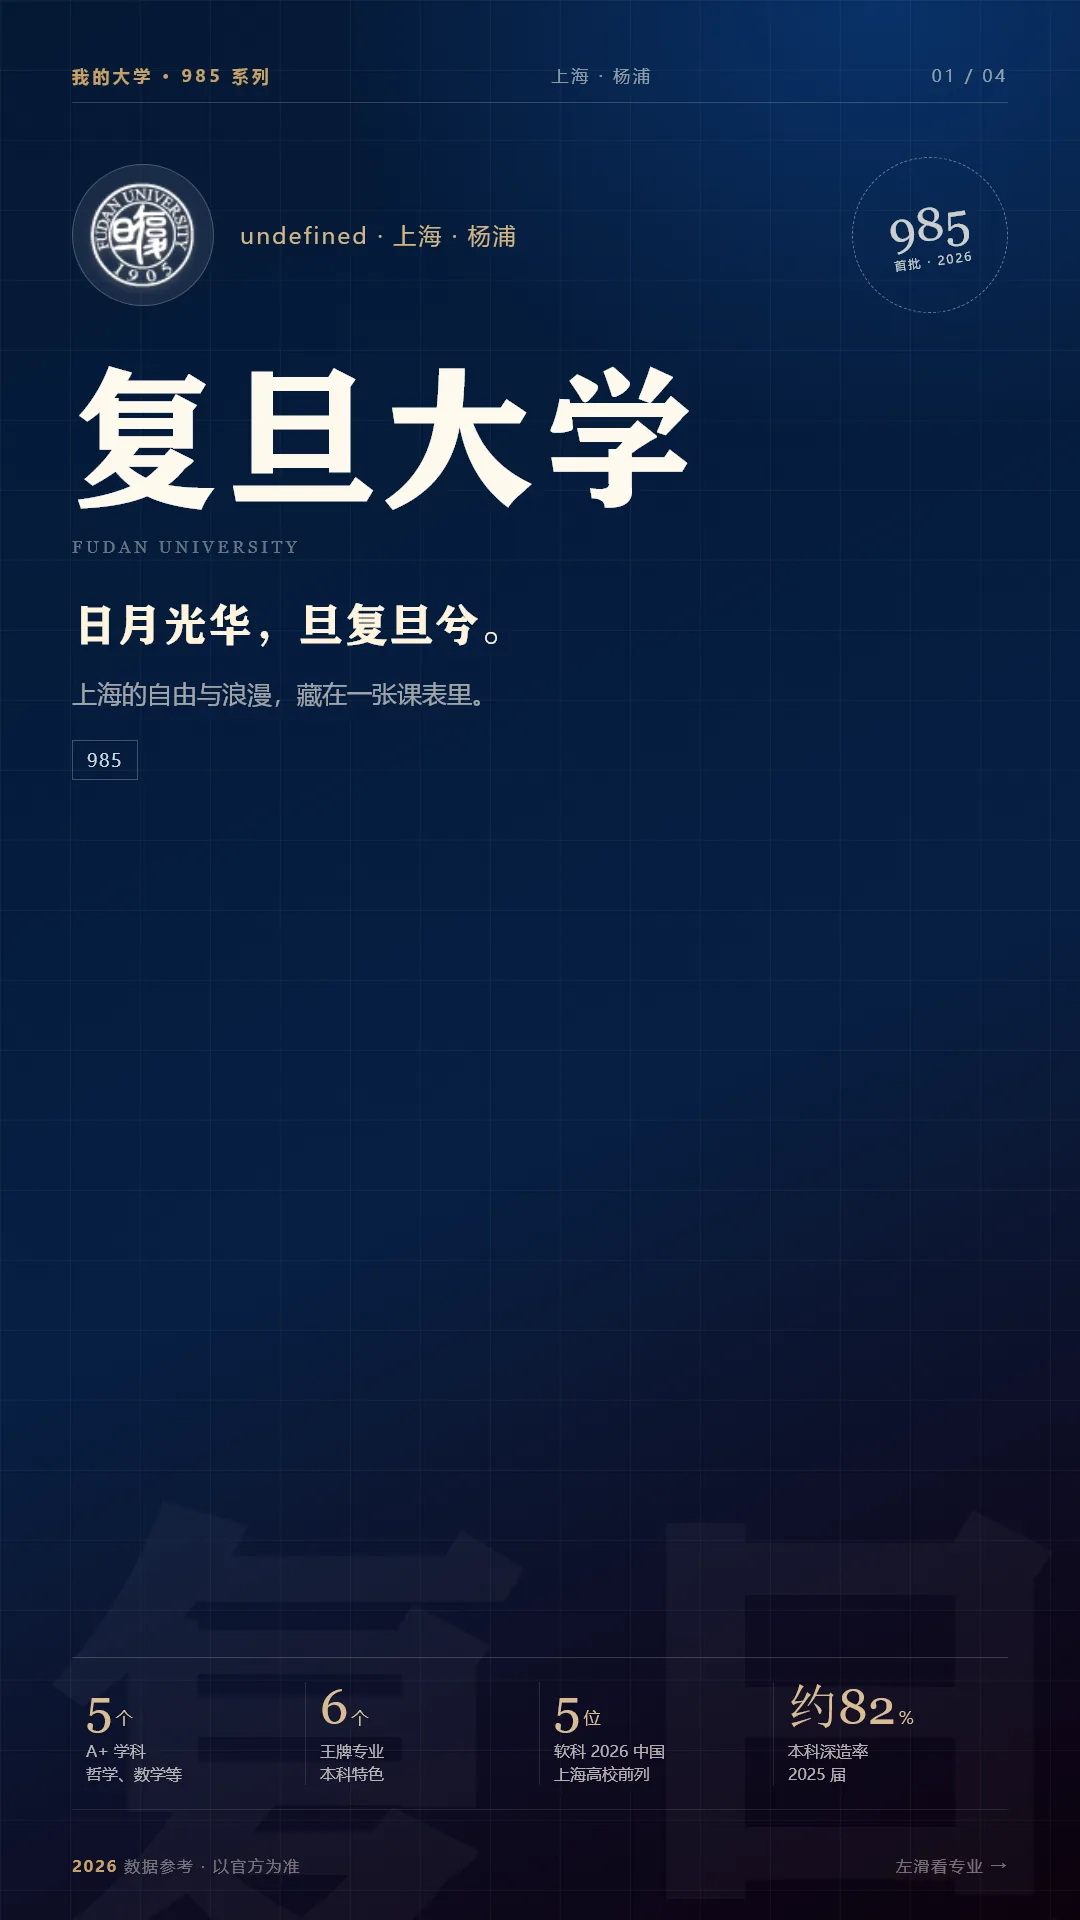 我的大学 · 985 系列
上海 · 杨浦
01 / 04
FUDAN UNIVERSITY
1905
undefined · 上海 · 杨浦
985
首批 · 2026
复旦大学
FUDAN UNIVERSITY
日月光华，旦复旦兮。
上海的自由与浪漫，藏在一张课表里。
985
复旦
5个
A+ 学科
哲学、数学等
6个
王牌专业
本科特色
5位
软科 2026 中国
上海高校前列
约82%
本科深造率
2025 届
2026 数据参考 · 以官方为准
左滑看专业 →